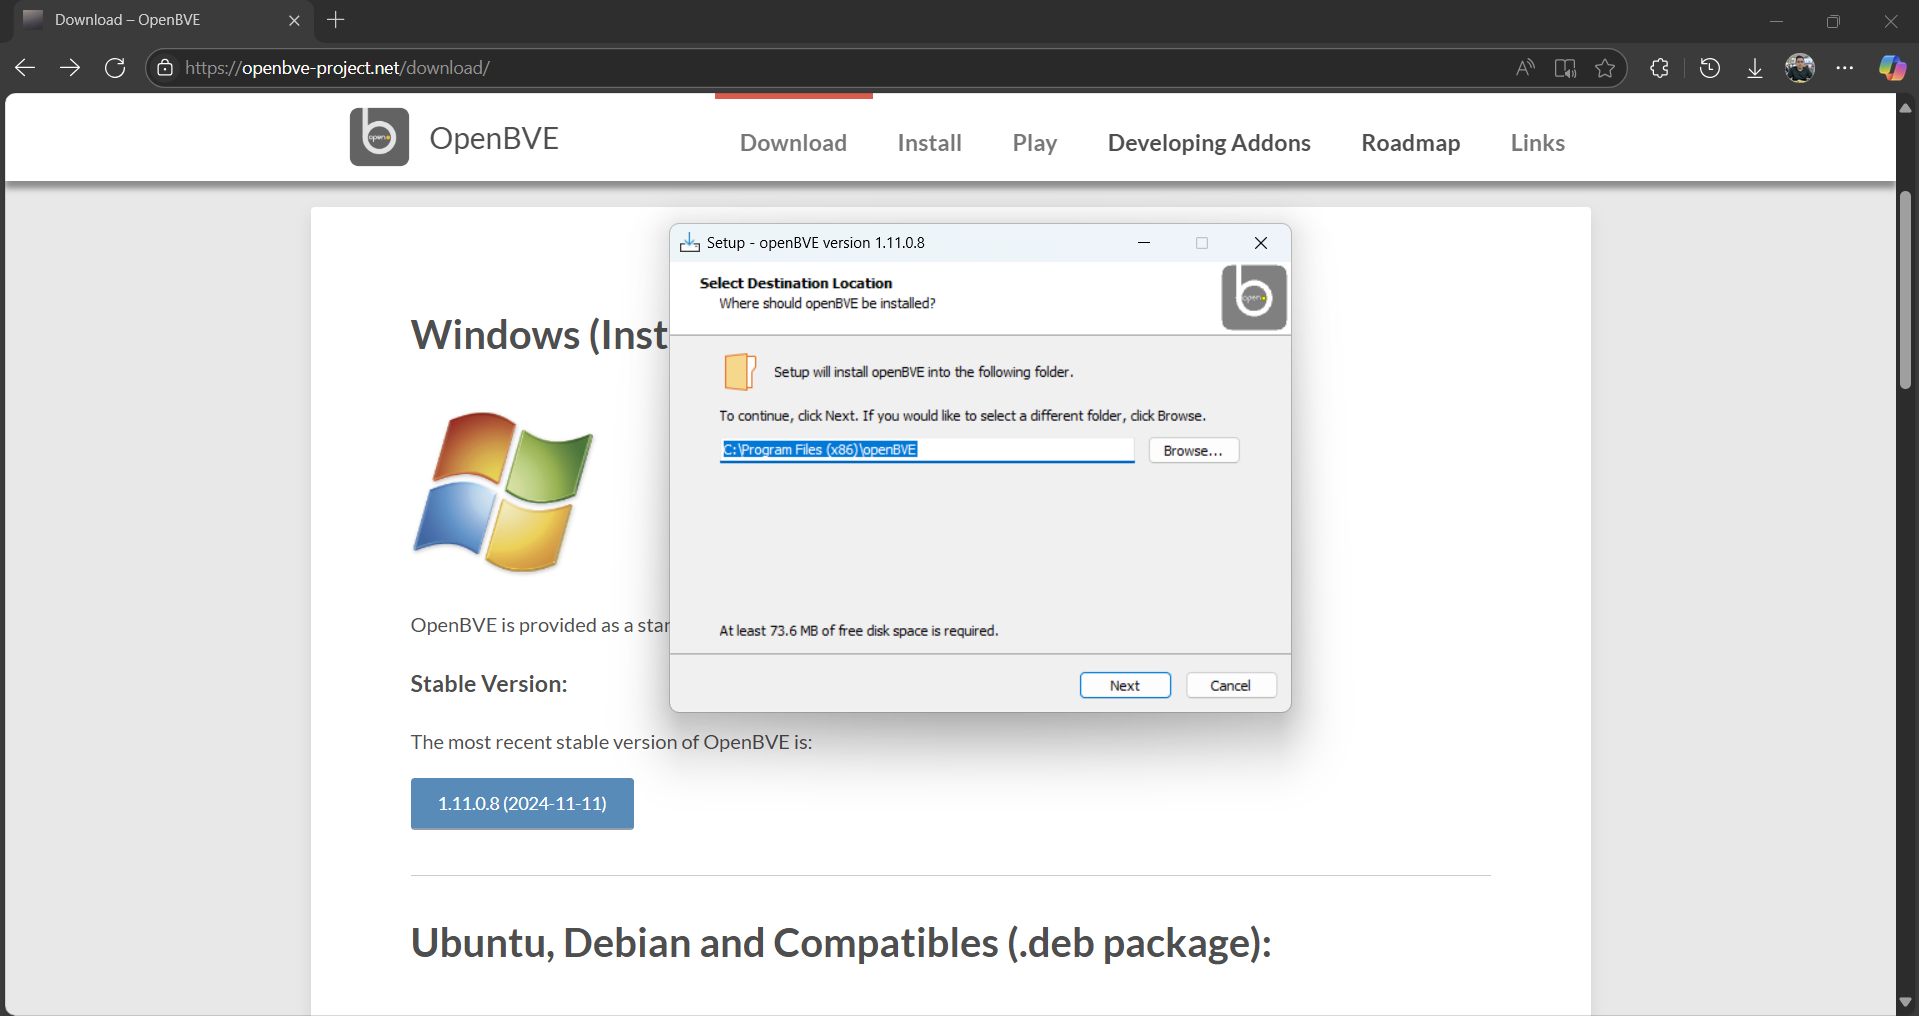 Download – OpenBVE
https://openbve-project.net/download/
OpenBVE
Download
Install
Play
Developing Addons
Roadmap
Links
Windows (Inst
OpenBVE is provided as a star
Stable Version:
The most recent stable version of OpenBVE is:
1.11.0.8 (2024-11-11)
Ubuntu, Debian and Compatibles (.deb package):
Setup - openBVE version 1.11.0.8
Select Destination Location
Where should openBVE be installed?
open
Setup will install openBVE into the following folder.
To continue, click Next. If you would like to select a different folder, click Browse.
C:\Program Files (x86)\openBVE
Browse...
At least 73.6 MB of free disk space is required.
Next
Cancel